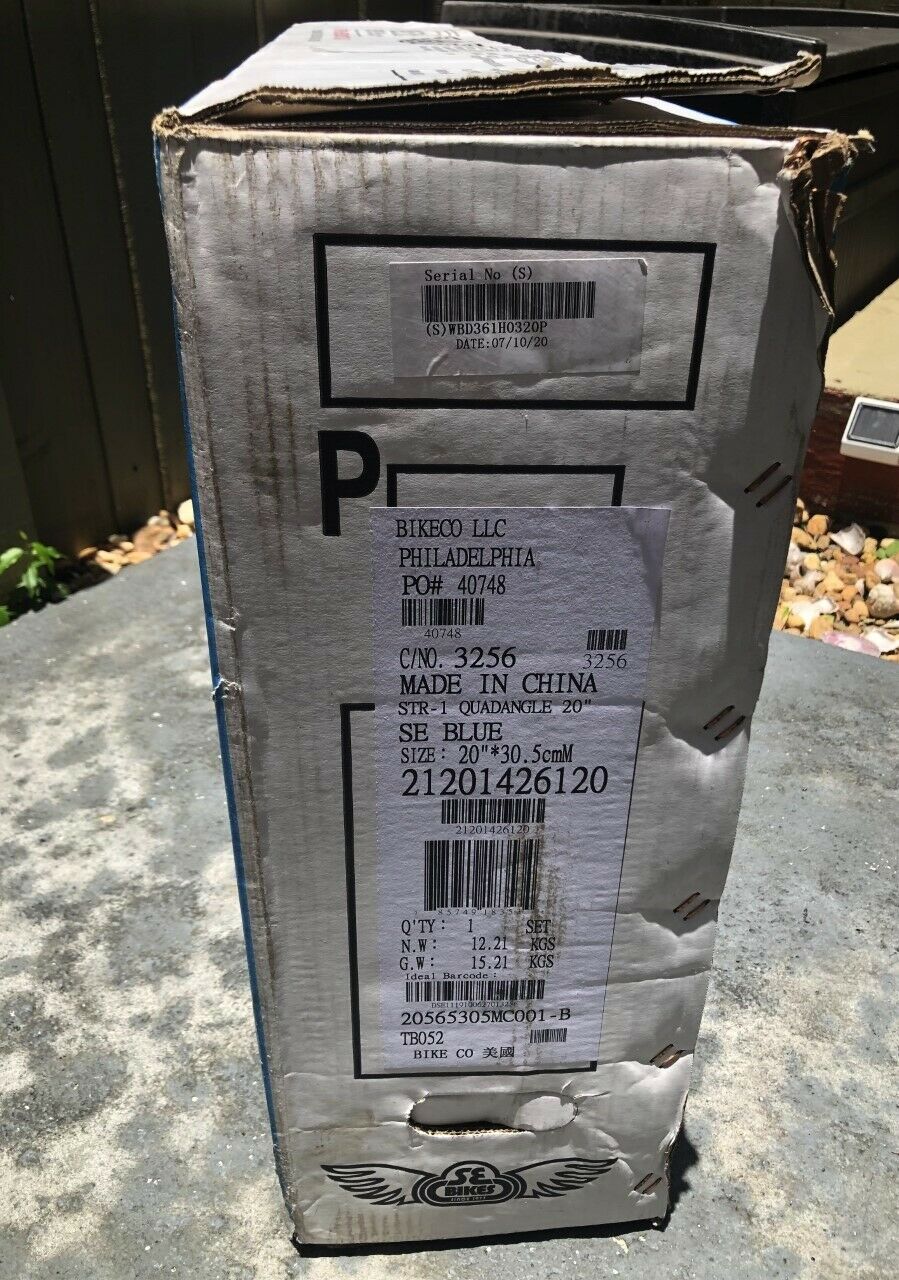 Serial No (S)
(S)WBD361H0320P
DATE:07/10/20
P
BIKECO LLC
PHILADELPHIA
PO# 40748
40748
C/NO. 3256
3256
MADE IN CHINA
STR-1 QUADANGLE 20"
SE BLUE
SIZE: 20"*30.5cmM
21201426120
21201426120
Q'TY: 1 SET
N.W: 12.21 KGS
G.W: 15.21 KGS
Ideal Barcode:
20565305MC001-B
TB052
BIKE CO 美國
SE
BIKES
SINCE 1977